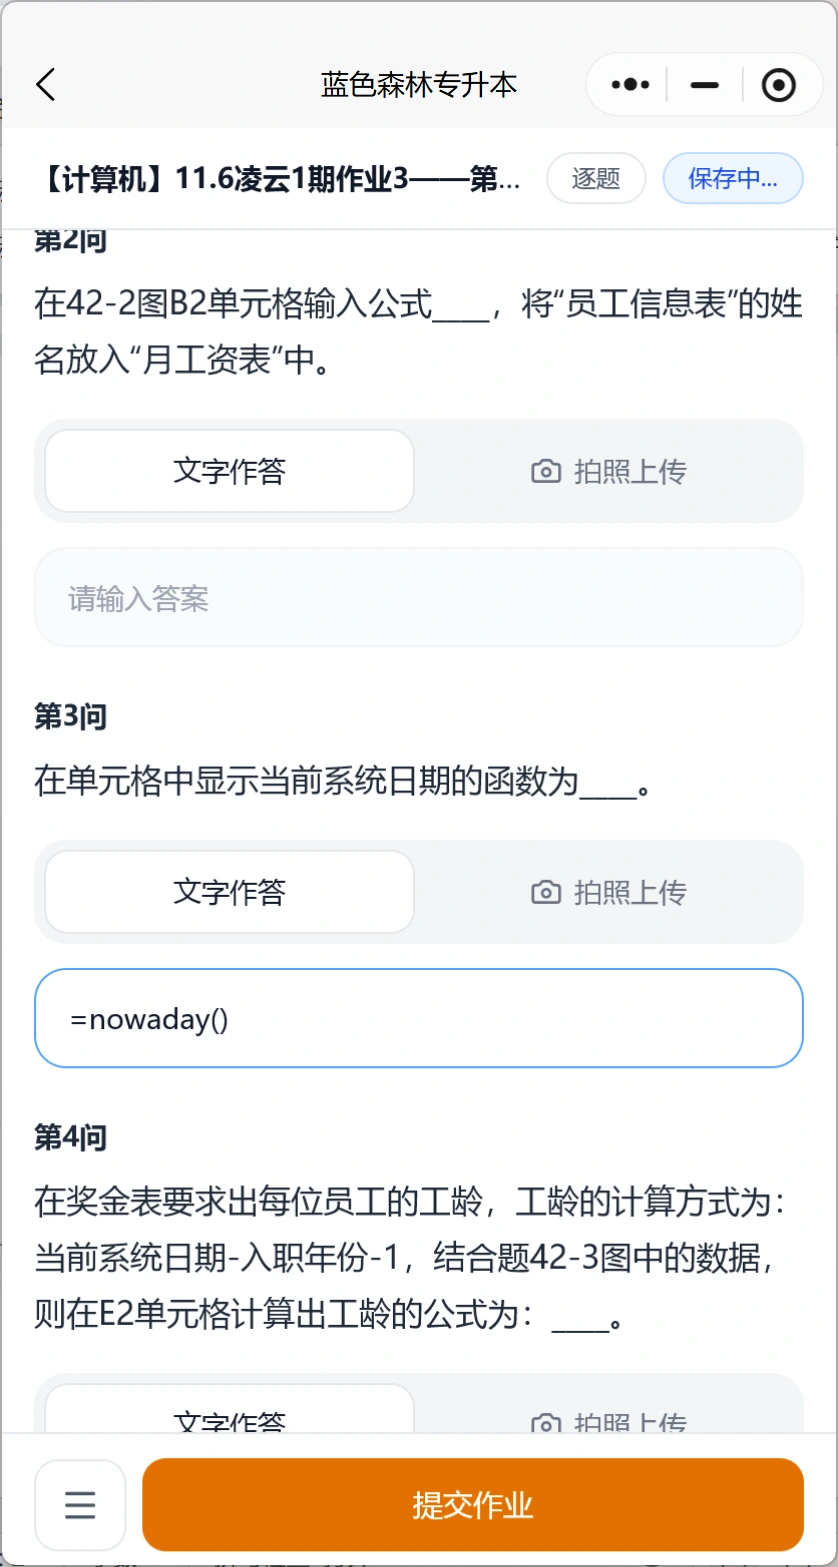 蓝色森林专升本
【计算机】11.6凌云1期作业3——第...
逐题
保存中...
第2问
在42-2图B2单元格输入公式____，将“员工信息表”的姓
名放入“月工资表”中。
文字作答
拍照上传
请输入答案
第3问
在单元格中显示当前系统日期的函数为____。
文字作答
拍照上传
=nowaday()
第4问
在奖金表要求出每位员工的工龄，工龄的计算方式为：
当前系统日期-入职年份-1，结合题42-3图中的数据，
则在E2单元格计算出工龄的公式为：____。
文字作答
拍照上传
提交作业